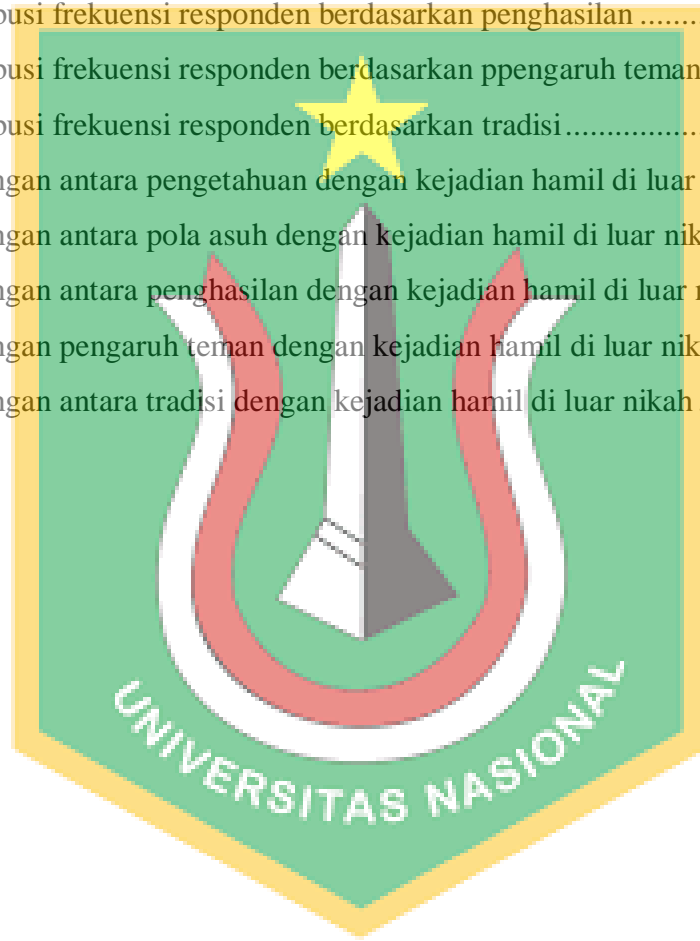 busi frekuensi responden berdasarkan penghasilan ........
busi frekuensi responden berdasarkan ppengaruh teman
busi frekuensi responden berdasarkan tradisi.................
ngan antara pengetahuan dengan kejadian hamil di luar
ngan antara pola asuh dengan kejadian hamil di luar nik
ngan antara penghasilan dengan kejadian hamil di luar n
ngan pengaruh teman dengan kejadian hamil di luar nik
ngan antara tradisi dengan kejadian hamil di luar nikah
UNIVERSITAS NASIONAL